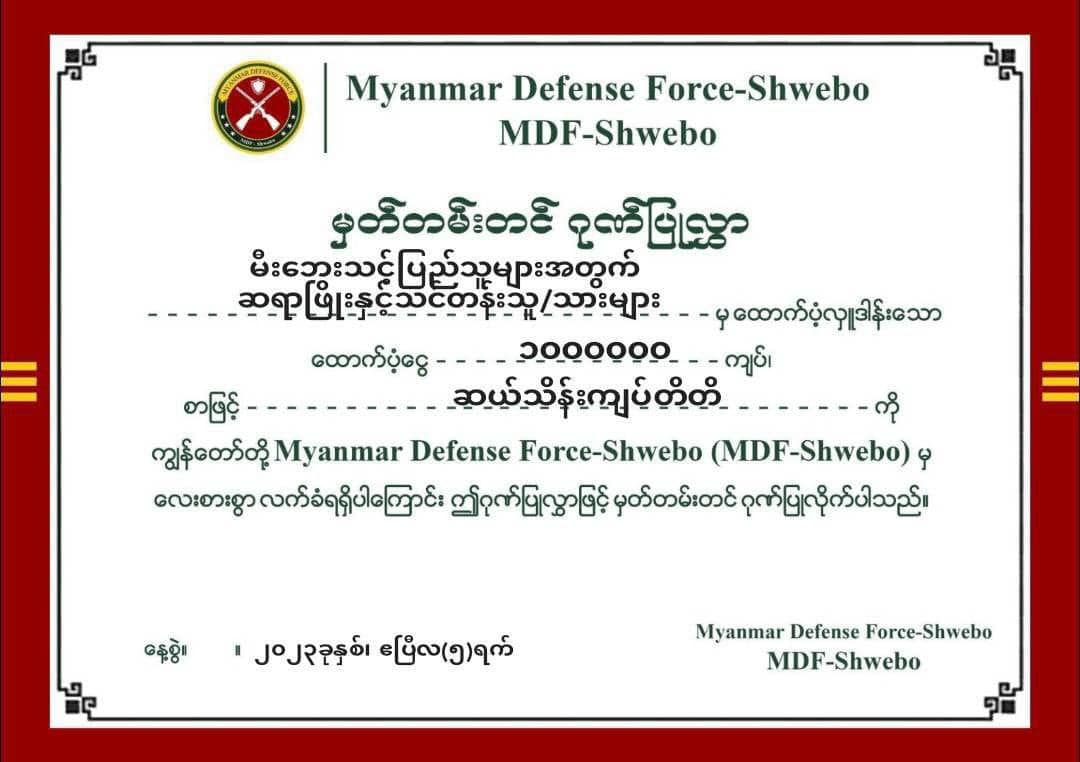 MYANMAR DEFENSE FORCE
MDF - Shwebo
Myanmar Defense Force-Shwebo
MDF-Shwebo
မှတ်တမ်းတင် ဂုဏ်ပြုလွှာ
မီးဘေးသင့်ပြည်သူများအတွက်
ဆရာဖြိုးနှင့်သင်တန်းသူ/သားများ မှ ထောက်ပံ့လှူဒါန်းသော
ထောက်ပံ့ငွေ ၁၀၀၀၀၀၀ ကျပ်၊
စာဖြင့် ဆယ်သိန်းကျပ်တိတိ ကို
ကျွန်တော်တို့ Myanmar Defense Force-Shwebo (MDF-Shwebo) မှ
လေးစားစွာ လက်ခံရရှိပါကြောင်း ဤဂုဏ်ပြုလွှာဖြင့် မှတ်တမ်းတင် ဂုဏ်ပြုလိုက်ပါသည်။
နေ့စွဲ။ ။ ၂၀၂၃ခုနှစ်၊ ဧပြီလ(၅)ရက်
Myanmar Defense Force-Shwebo
MDF-Shwebo